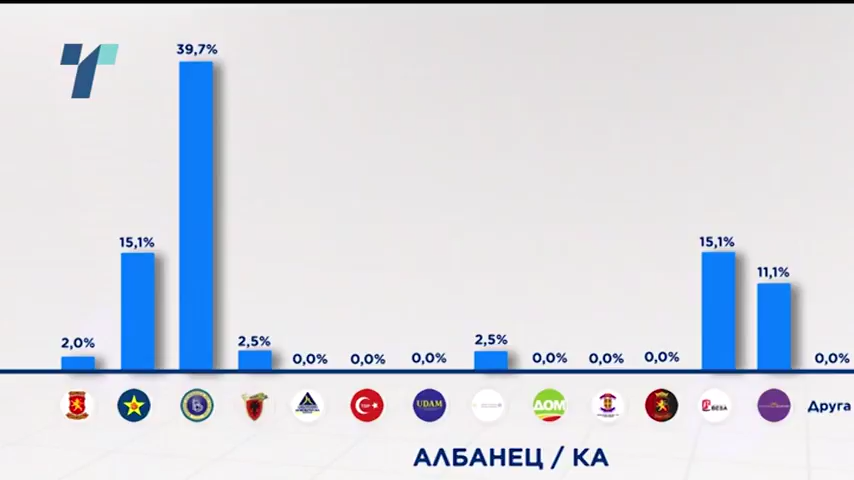 39,7%
15,1%
15,1%
11,1%
2,0%
2,5%
0,0%
0,0%
0,0%
2,5%
0,0%
0,0%
0,0%
0,0%
UDAM
ДОМ
BESA
Друга
АЛБАНЕЦ / КА